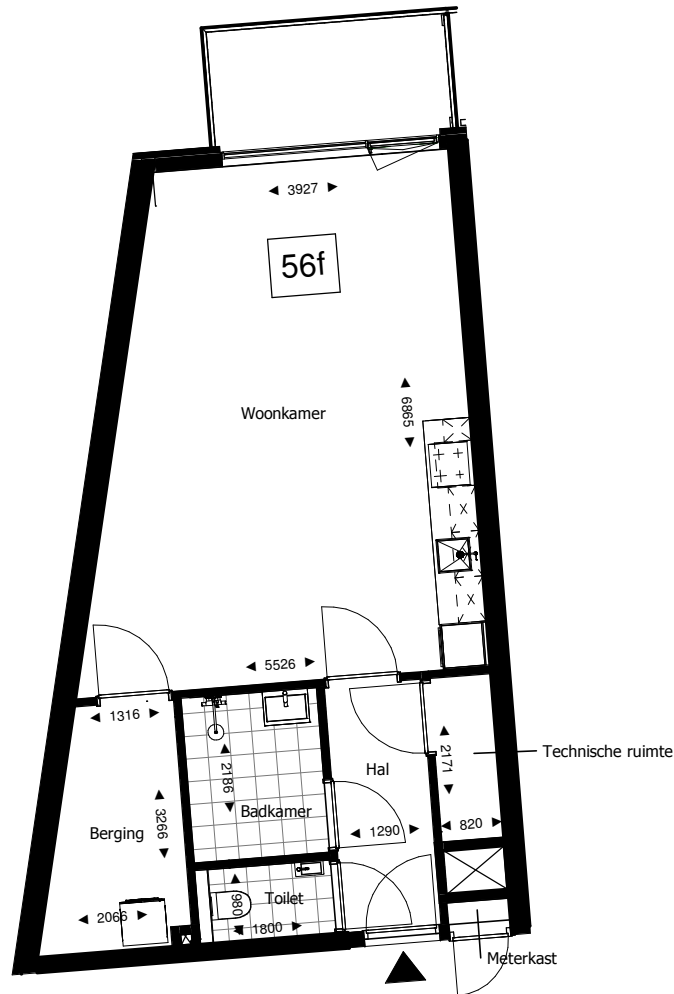 3927
56f
6865
Woonkamer
5526
1316
2186
2171
Technische ruimte
Hal
3266
Badkamer
Berging
1290
820
2066
980
Toilet
1800
Meterkast